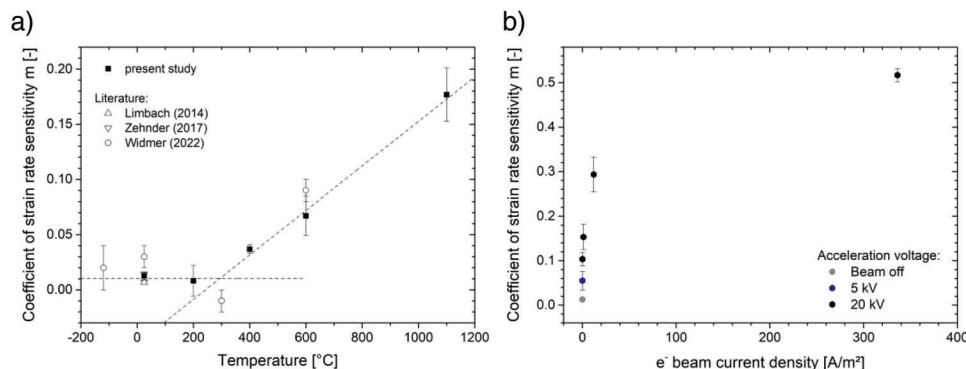 a)
Coefficient of strain rate sensitivity m [-]
0.20
0.15
0.10
0.05
0.00
present study
Literature:
Limbach (2014)
Zehnder (2017)
Widmer (2022)
-200 0 200 400 600 800 1000 1200
Temperature [°C]
b)
Coefficient of strain rate sensitivity m [-]
0.5
0.4
0.3
0.2
0.1
0.0
Acceleration voltage:
Beam off
5 kV
20 kV
0 100 200 300 400
e⁻ beam current density [A/m²]